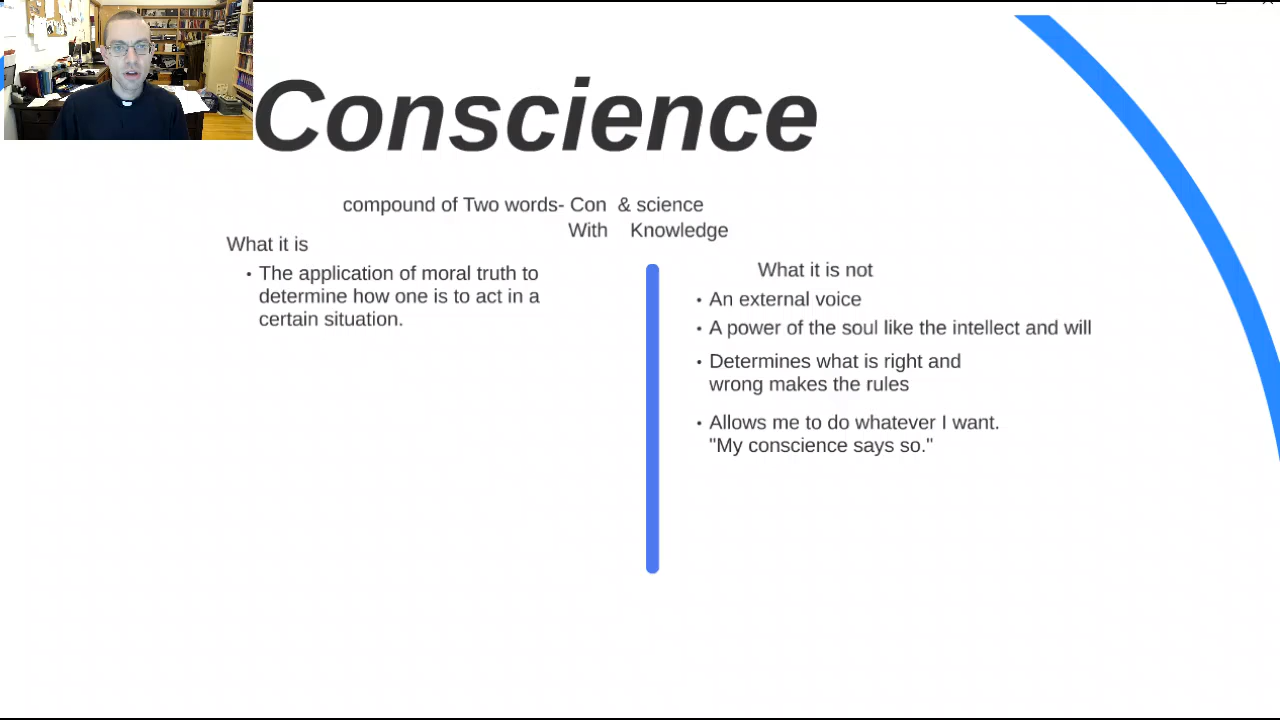 Conscience
compound of Two words- Con & science
With Knowledge
What it is
• The application of moral truth to
determine how one is to act in a
certain situation.
What it is not
• An external voice
• A power of the soul like the intellect and will
• Determines what is right and
wrong makes the rules
• Allows me to do whatever I want.
"My conscience says so."